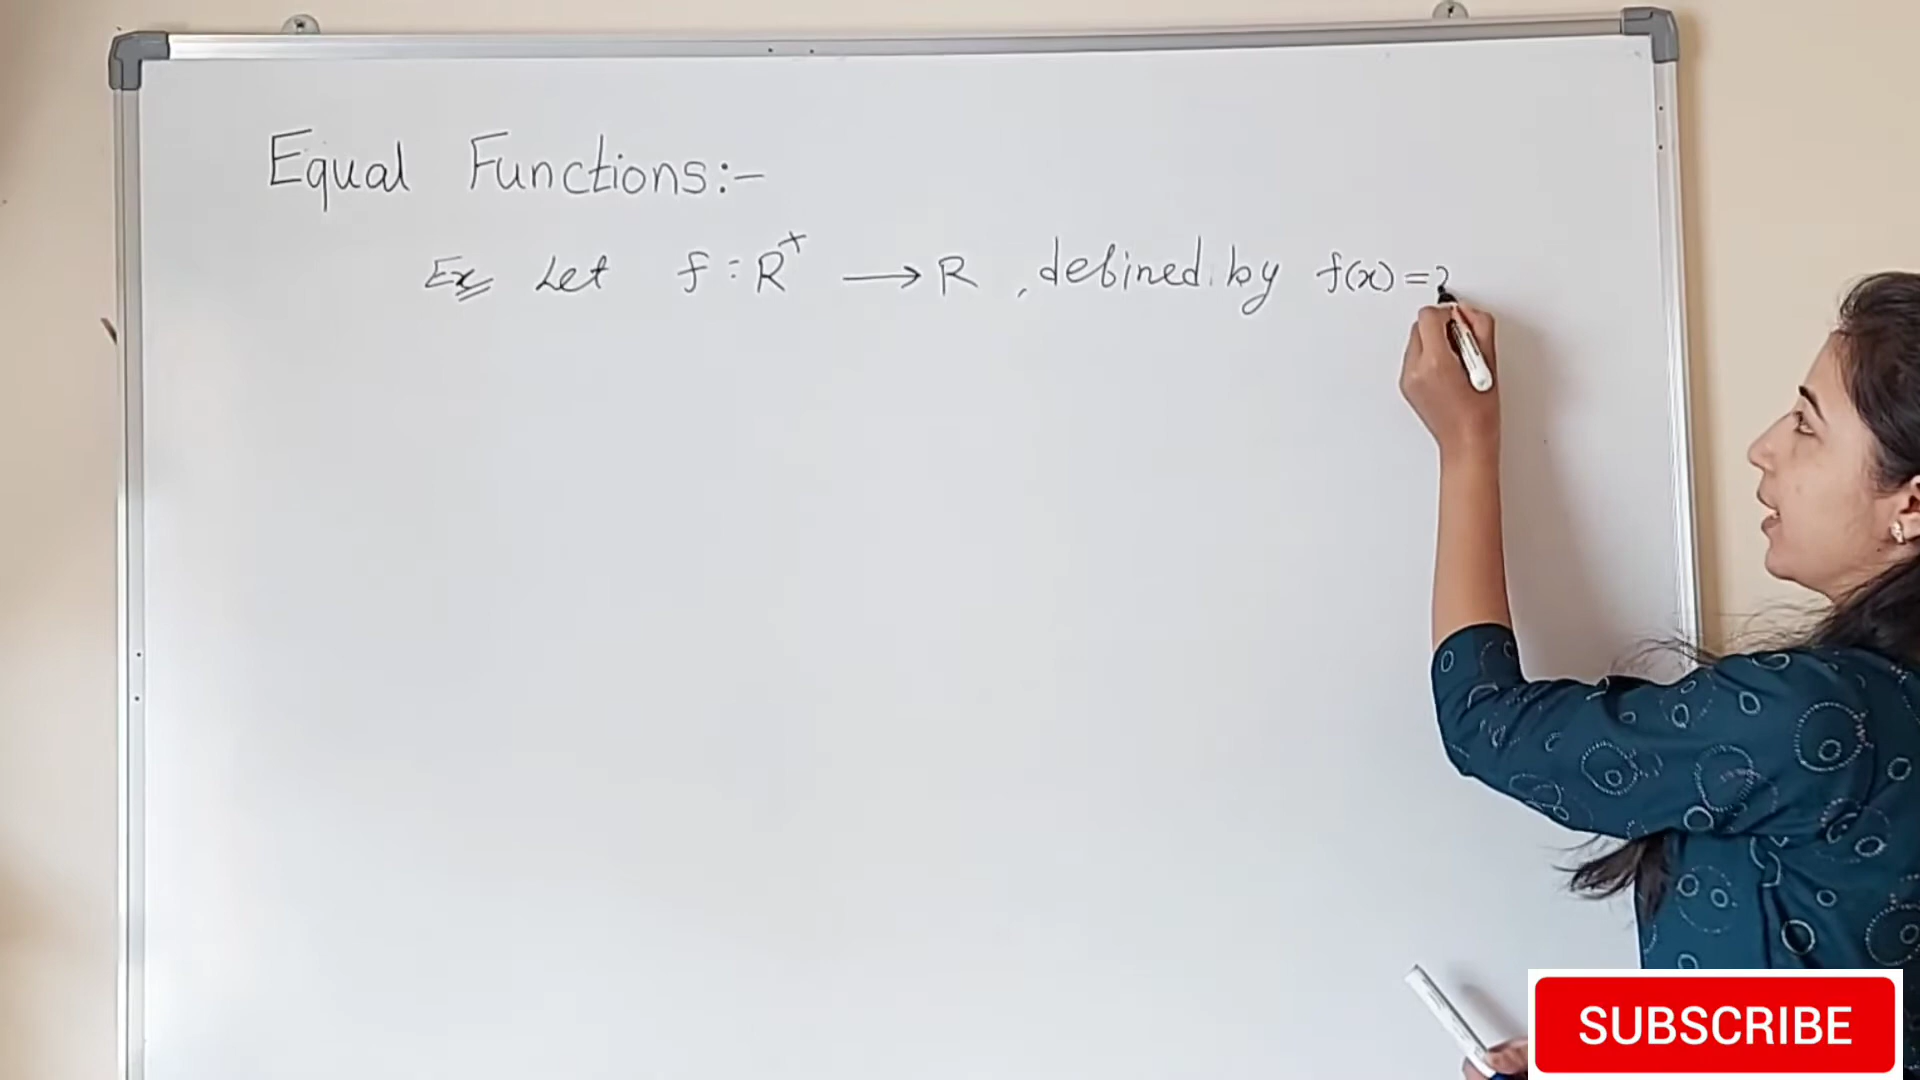 Equal Functions:-
Ex Let f : R⁺ → R , defined by f(x) =
SUBSCRIBE